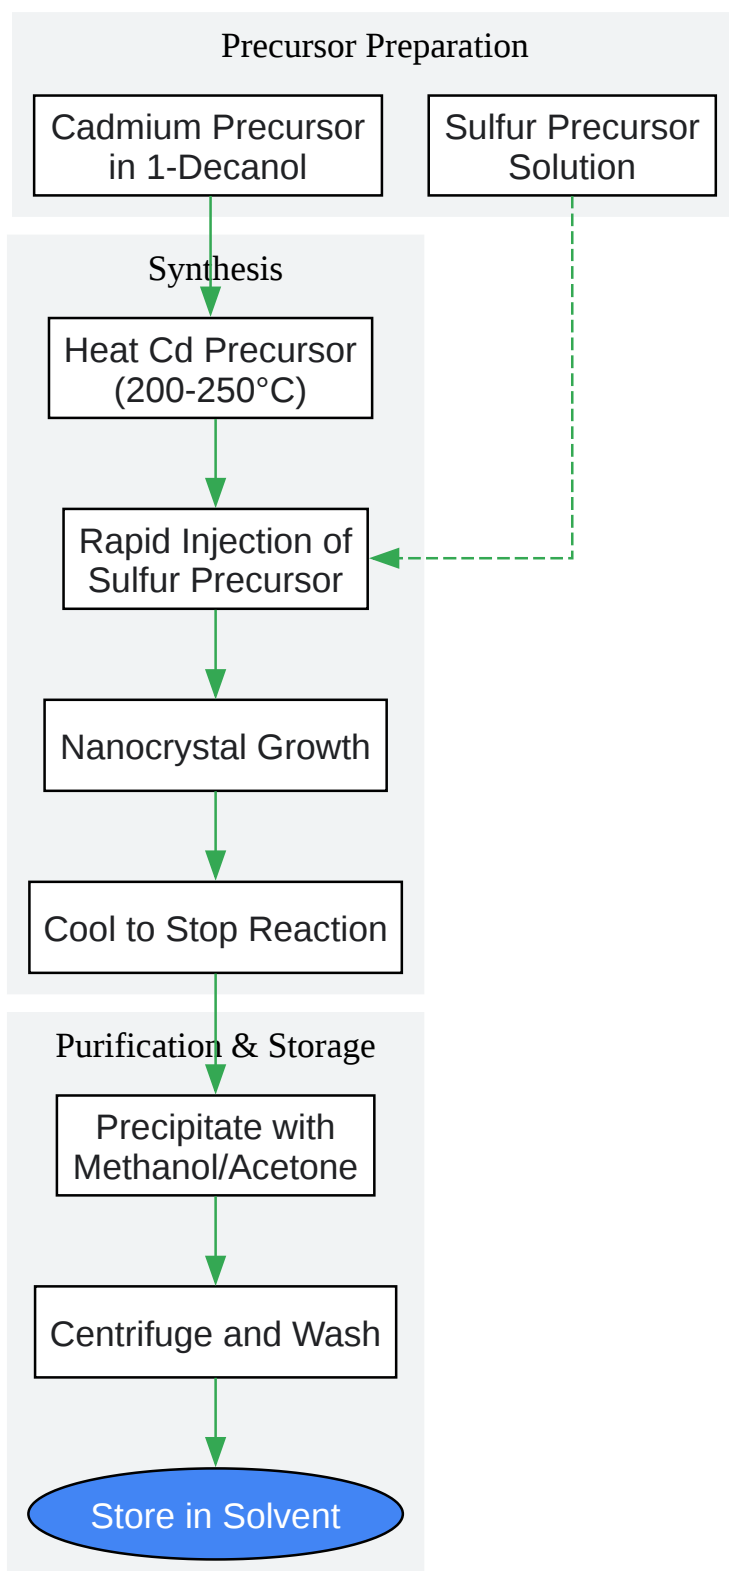 Precursor Preparation
Cadmium Precursor
in 1-Decanol
Sulfur Precursor
Solution
Synthesis
Heat Cd Precursor
(200-250°C)
Rapid Injection of
Sulfur Precursor
Nanocrystal Growth
Cool to Stop Reaction
Purification & Storage
Precipitate with
Methanol/Acetone
Centrifuge and Wash
Store in Solvent